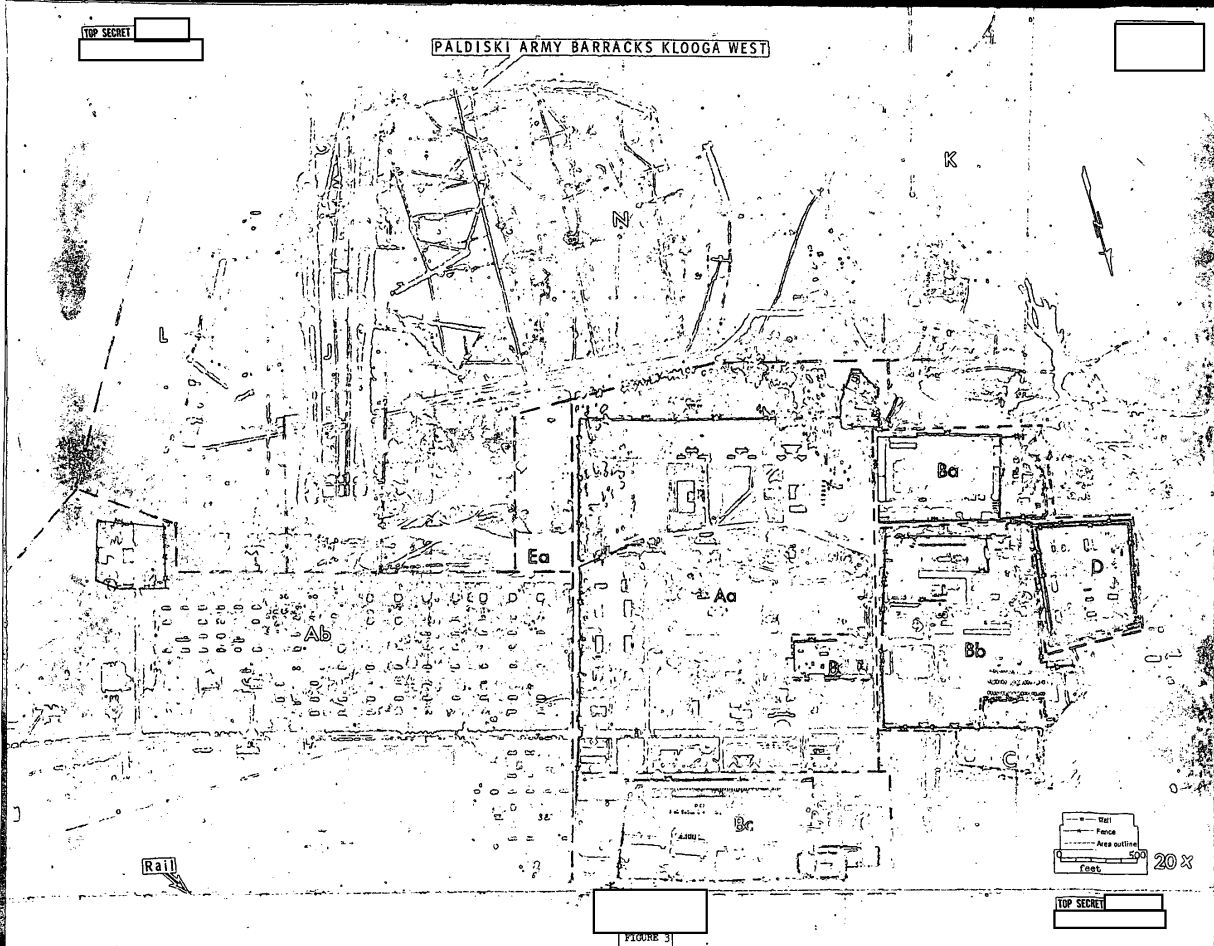 TOP SECRET
PALDISKI ARMY BARRACKS KLOOGA WEST
K
N
L
J
Ba
Ea
D
Aa
Ab
B
Bb
C
Bc
Wall
Fence
Area outline
0 500
feet
20 X
Rail
TOP SECRET
FIGURE 3